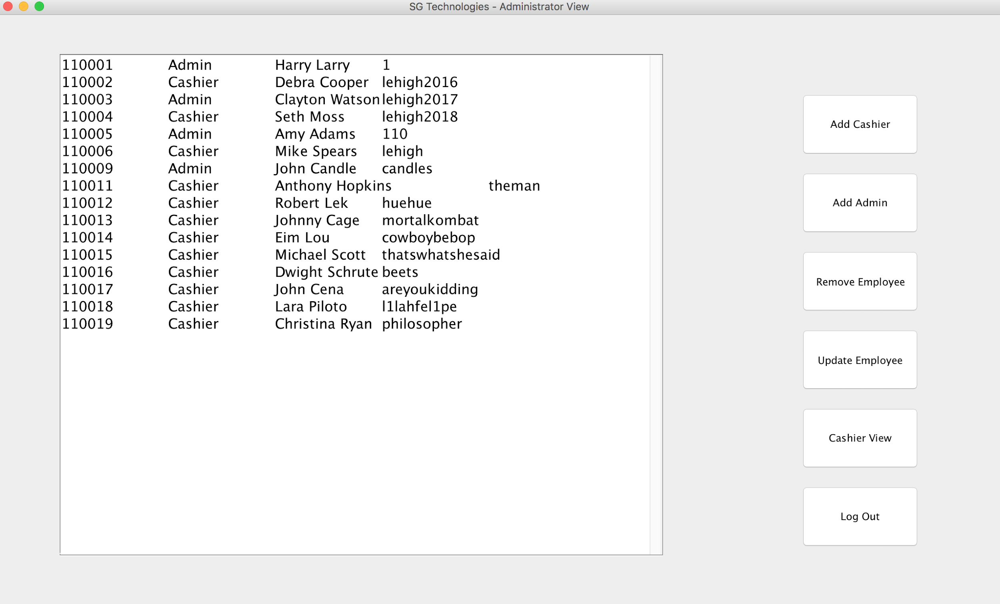 SG Technologies - Administrator View
110001 Admin Harry Larry 1
110002 Cashier Debra Cooper lehigh2016
110003 Admin Clayton Watson lehigh2017
110004 Cashier Seth Moss lehigh2018
110005 Admin Amy Adams 110
110006 Cashier Mike Spears lehigh
110009 Admin John Candle candles
110011 Cashier Anthony Hopkins theman
110012 Cashier Robert Lek huehue
110013 Cashier Johnny Cage mortalkombat
110014 Cashier Eim Lou cowboybebop
110015 Cashier Michael Scott thatswhatshesaid
110016 Cashier Dwight Schrute beets
110017 Cashier John Cena areyoukidding
110018 Cashier Lara Piloto l1lahfel1pe
110019 Cashier Christina Ryan philosopher
Add Cashier
Add Admin
Remove Employee
Update Employee
Cashier View
Log Out